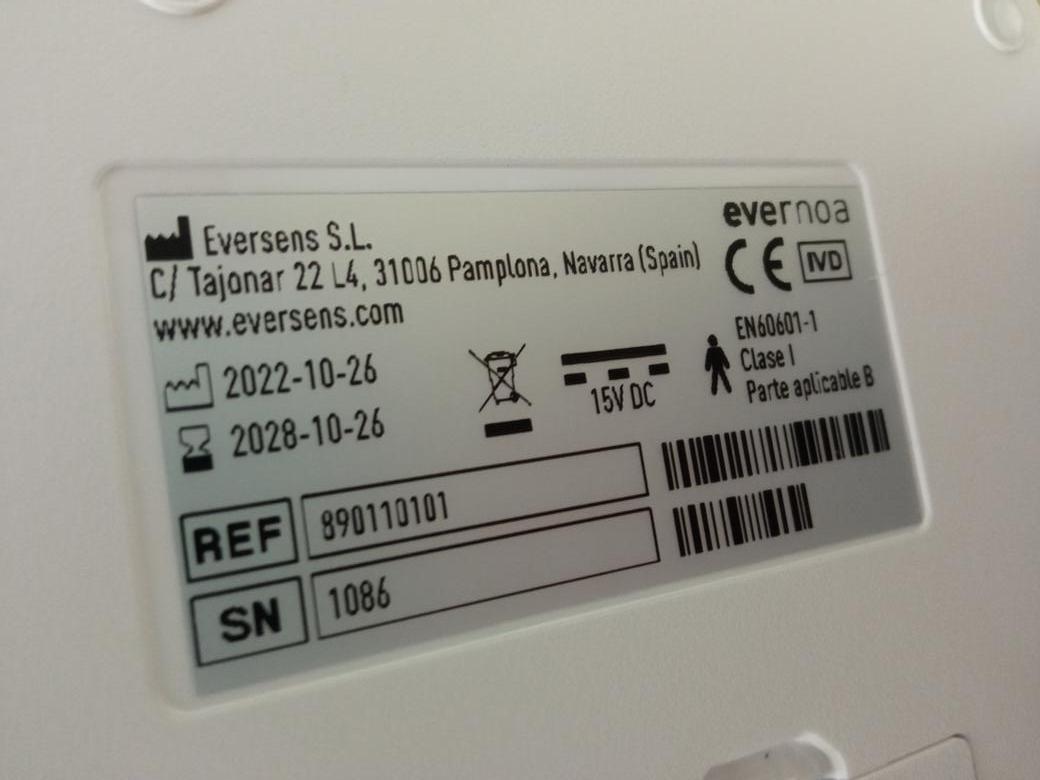 Eversens S.L.
C/ Tajonar 22 L4, 31006 Pamplona, Navarra (Spain)
www.eversens.com
2022-10-26
2028-10-26
15V DC
evernoa
CE IVD
EN60601-1
Clase I
Parte aplicable B
REF 890110101
SN 1086